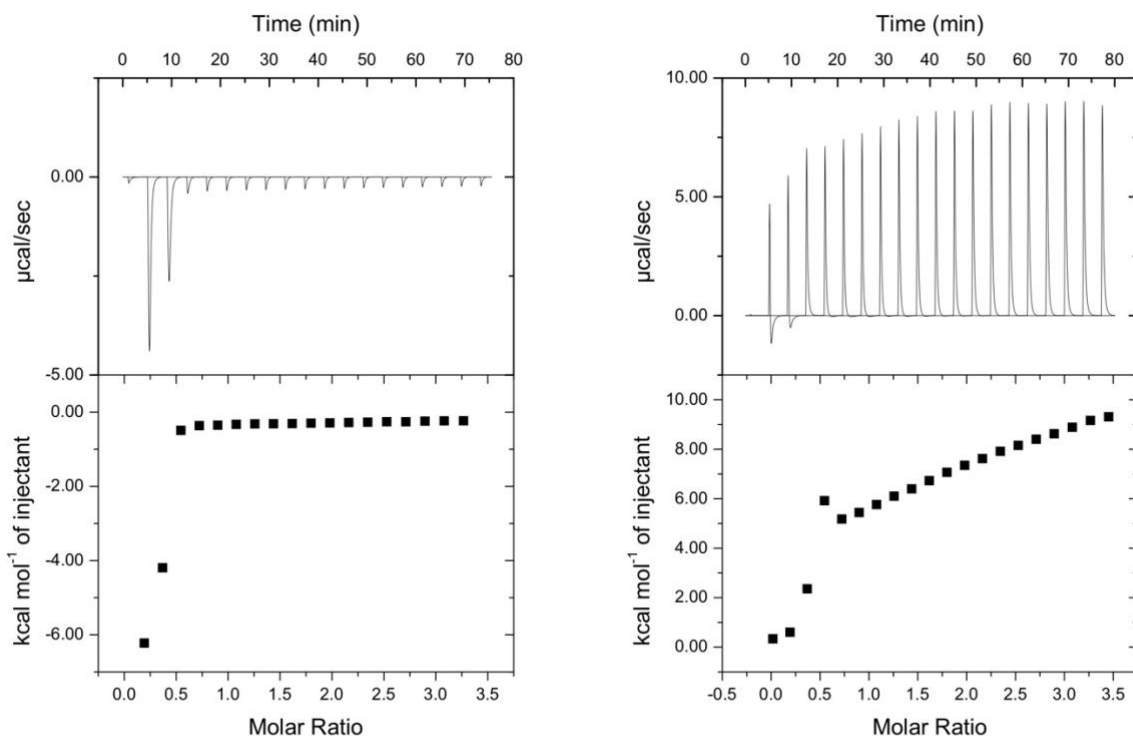 Time (min)
0 10 20 30 40 50 60 70 80
0.00
-5.00
µcal/sec
0.00
-2.00
-4.00
-6.00
kcal mol⁻¹ of injectant
0.0 0.5 1.0 1.5 2.0 2.5 3.0 3.5
Molar Ratio
Time (min)
0 10 20 30 40 50 60 70 80
10.00
5.00
0.00
µcal/sec
10.00
8.00
6.00
4.00
2.00
0.00
kcal mol⁻¹ of injectant
-0.5 0.0 0.5 1.0 1.5 2.0 2.5 3.0 3.5
Molar Ratio